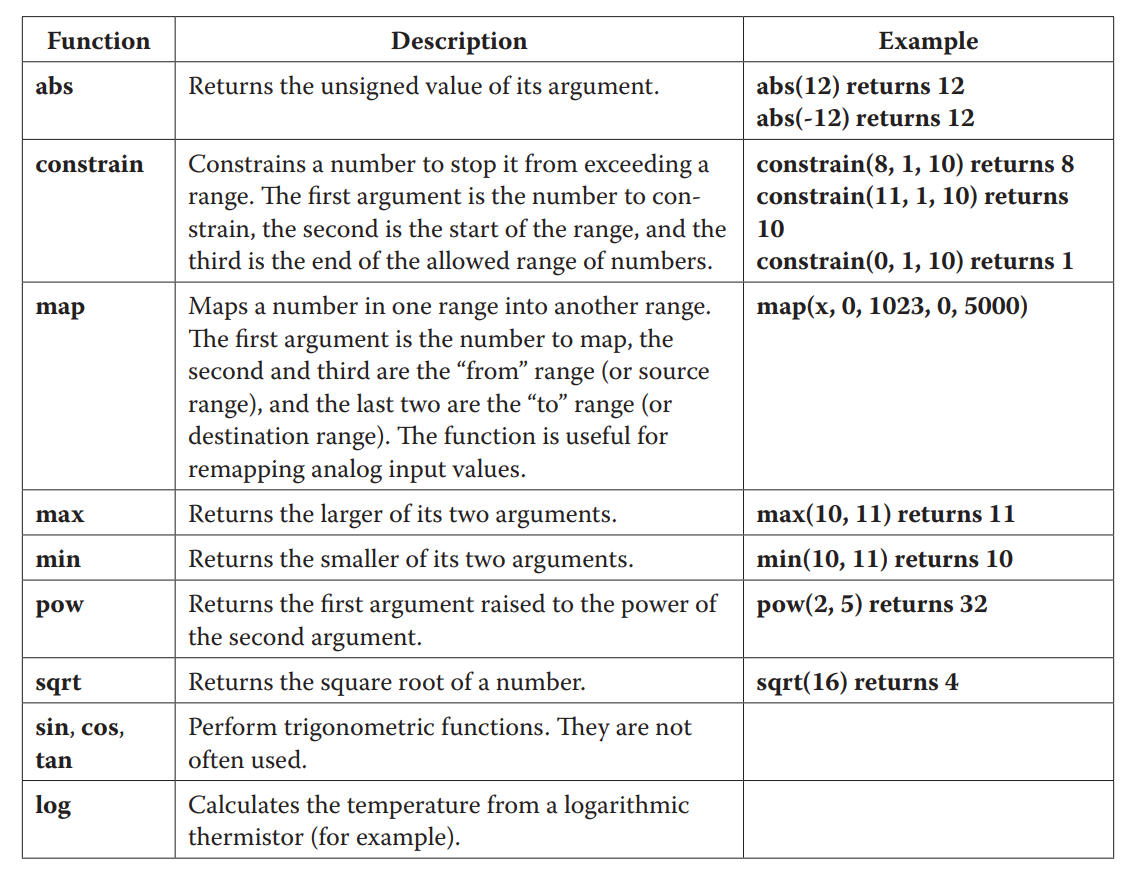 Function Description Example
abs Returns the unsigned value of its argument. abs(12) returns 12
abs(-12) returns 12
constrain Constrains a number to stop it from exceeding a constrain(8, 1, 10) returns 8
range. The first argument is the number to con- constrain(11, 1, 10) returns
strain, the second is the start of the range, and the 10
third is the end of the allowed range of numbers. constrain(0, 1, 10) returns 1
map Maps a number in one range into another range. map(x, 0, 1023, 0, 5000)
The first argument is the number to map, the
second and third are the “from” range (or source
range), and the last two are the “to” range (or
destination range). The function is useful for
remapping analog input values.
max Returns the larger of its two arguments. max(10, 11) returns 11
min Returns the smaller of its two arguments. min(10, 11) returns 10
pow Returns the first argument raised to the power of pow(2, 5) returns 32
the second argument.
sqrt Returns the square root of a number. sqrt(16) returns 4
sin, cos, Perform trigonometric functions. They are not
tan often used.
log Calculates the temperature from a logarithmic
thermistor (for example).